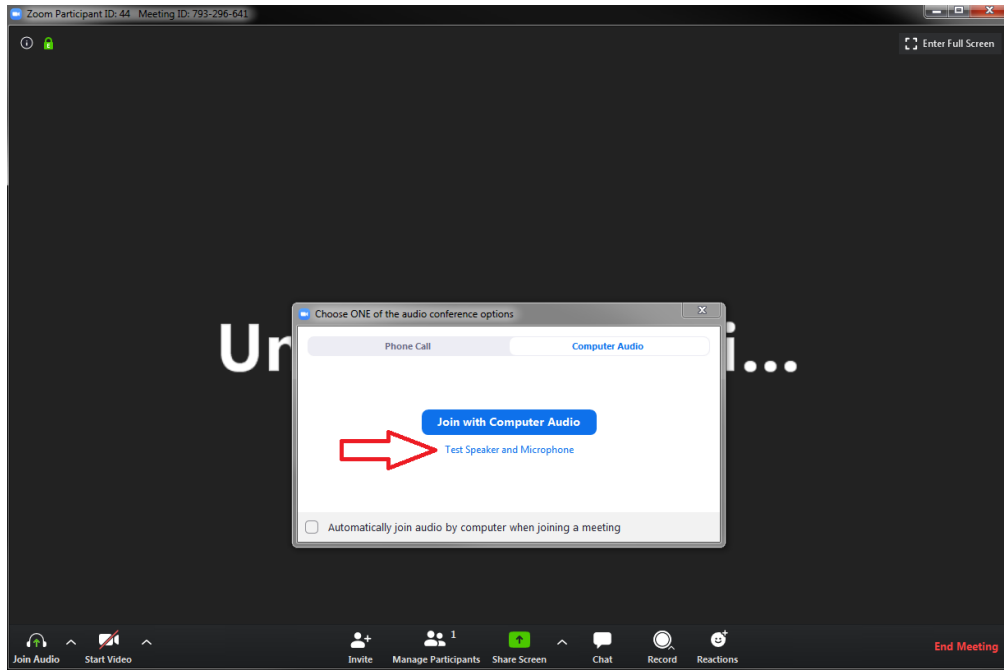 Zoom Participant ID: 44 Meeting ID: 793-296-641
Enter Full Screen
Choose ONE of the audio conference options
Phone Call
Computer Audio
Join with Computer Audio
Test Speaker and Microphone
Automatically join audio by computer when joining a meeting
1
Join Audio
Start Video
Invite
Manage Participants
Share Screen
Chat
Record
Reactions
End Meeting